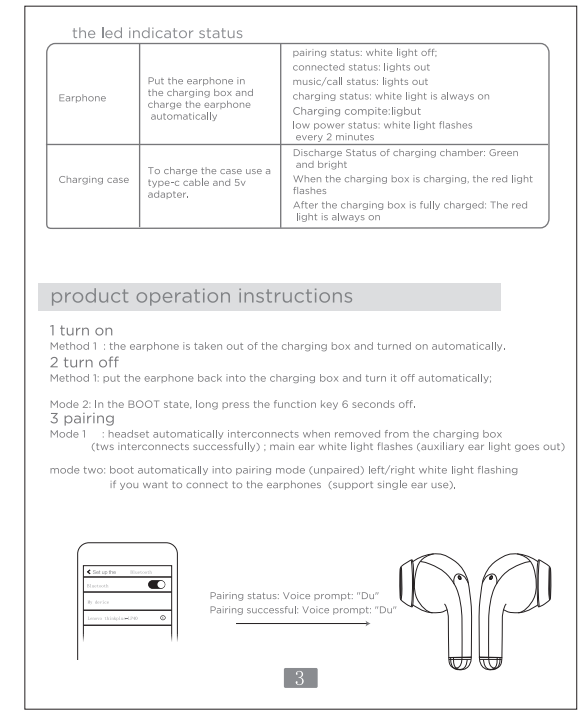 the led indicator status
Earphone
Put the earphone in
the charging box and
charge the earphone
automatically
pairing status: white light off;
connected status: lights out
music/call status: lights out
charging status: white light is always on
Charging compite:ligbut
low power status: white light flashes
every 2 minutes
Charging case
To charge the case use a
type-c cable and 5v
adapter.
Discharge Status of charging chamber: Green
and bright
When the charging box is charging, the red light
flashes
After the charging box is fully charged: The red
light is always on
product operation instructions
1 turn on
Method 1 : the earphone is taken out of the charging box and turned on automatically.
2 turn off
Method 1: put the earphone back into the charging box and turn it off automatically;
Mode 2: In the BOOT state, long press the function key 6 seconds off.
3 pairing
Mode 1 : headset automatically interconnects when removed from the charging box
(tws interconnects successfully) ; main ear white light flashes (auxiliary ear light goes out)
mode two: boot automatically into pairing mode (unpaired) left/right white light flashing
if you want to connect to the earphones (support single ear use),
Set up the Bluetooth
Bluetooth
My device
Pairing status: Voice prompt: "Du"
Pairing successful: Voice prompt: "Du"
3